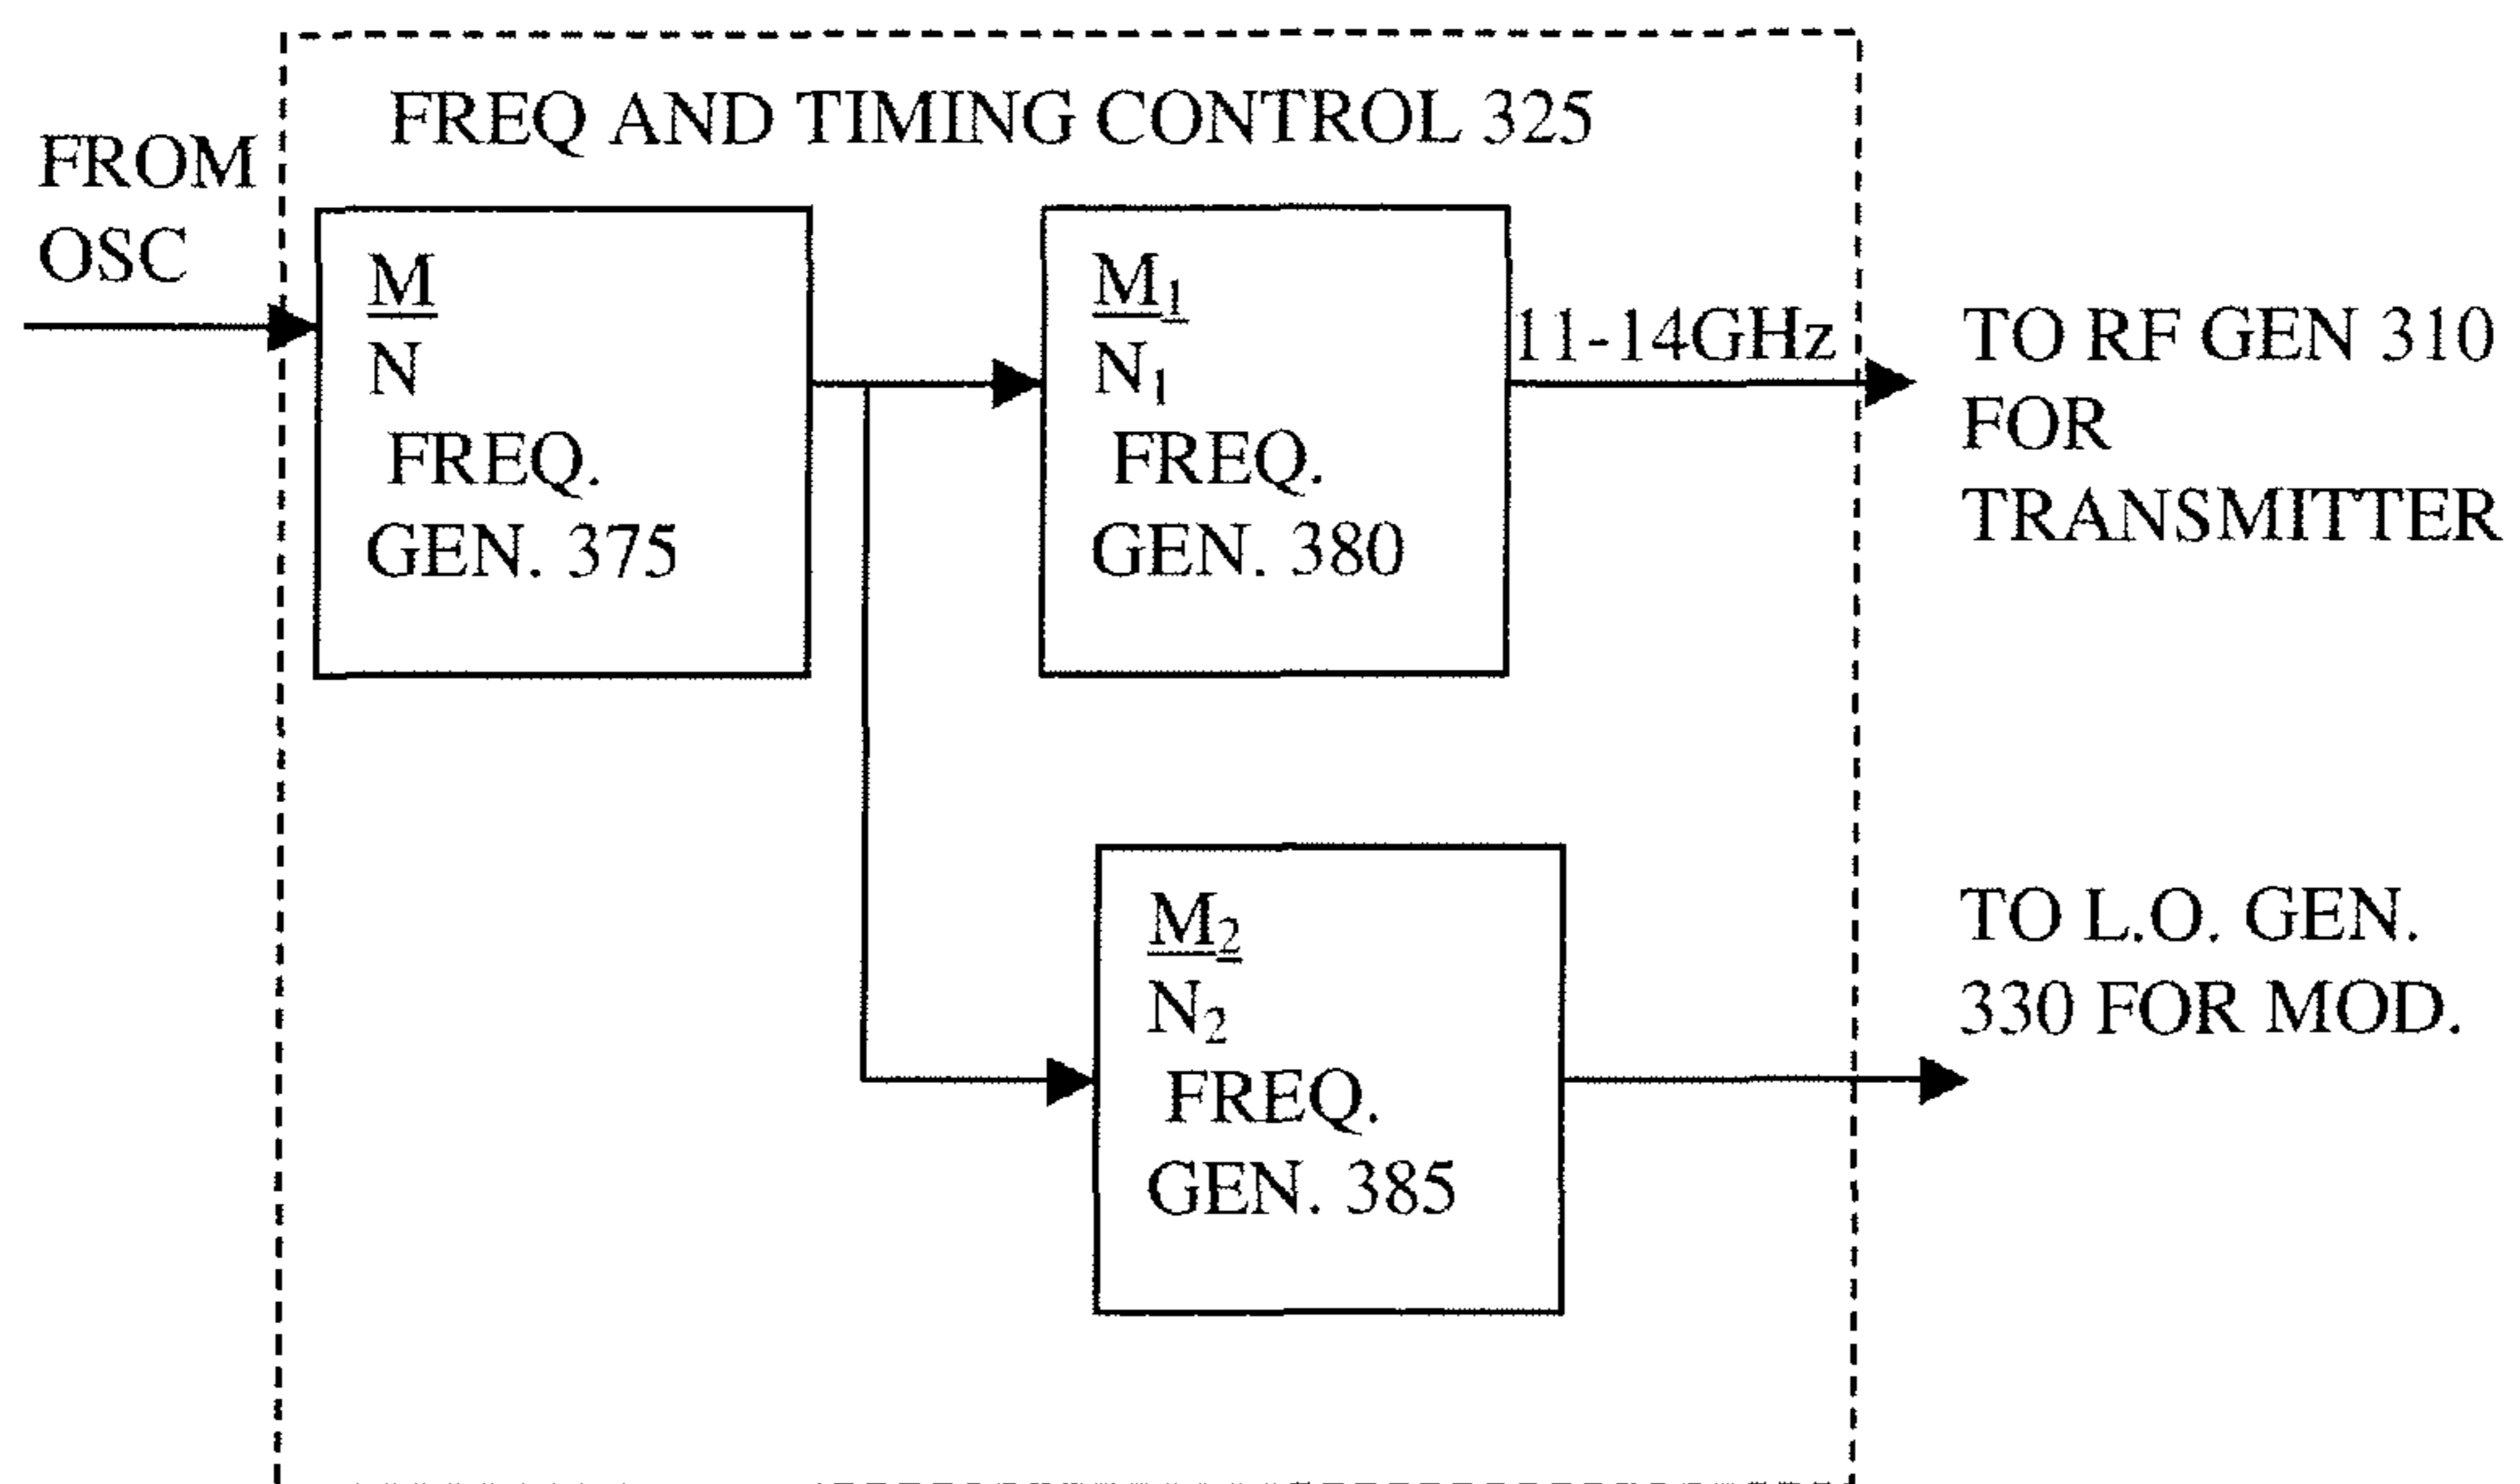 FREQ AND TIMING CONTROL 325
FROM
OSC
M
N
FREQ.
GEN. 375
M₁
N₁
FREQ.
GEN. 380
11-14GHz
TO RF GEN 310
FOR
TRANSMITTER
M₂
N₂
FREQ.
GEN. 385
TO L.O. GEN.
330 FOR MOD.